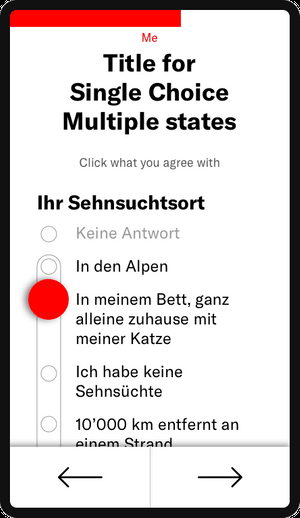 Me
Title for
Single Choice
Multiple states
Click what you agree with
Ihr Sehnsuchtsort
Keine Antwort
In den Alpen
In meinem Bett, ganz
alleine zuhause mit
meiner Katze
Ich habe keine
Sehnsüchte
10’000 km entfernt an
einem Strand